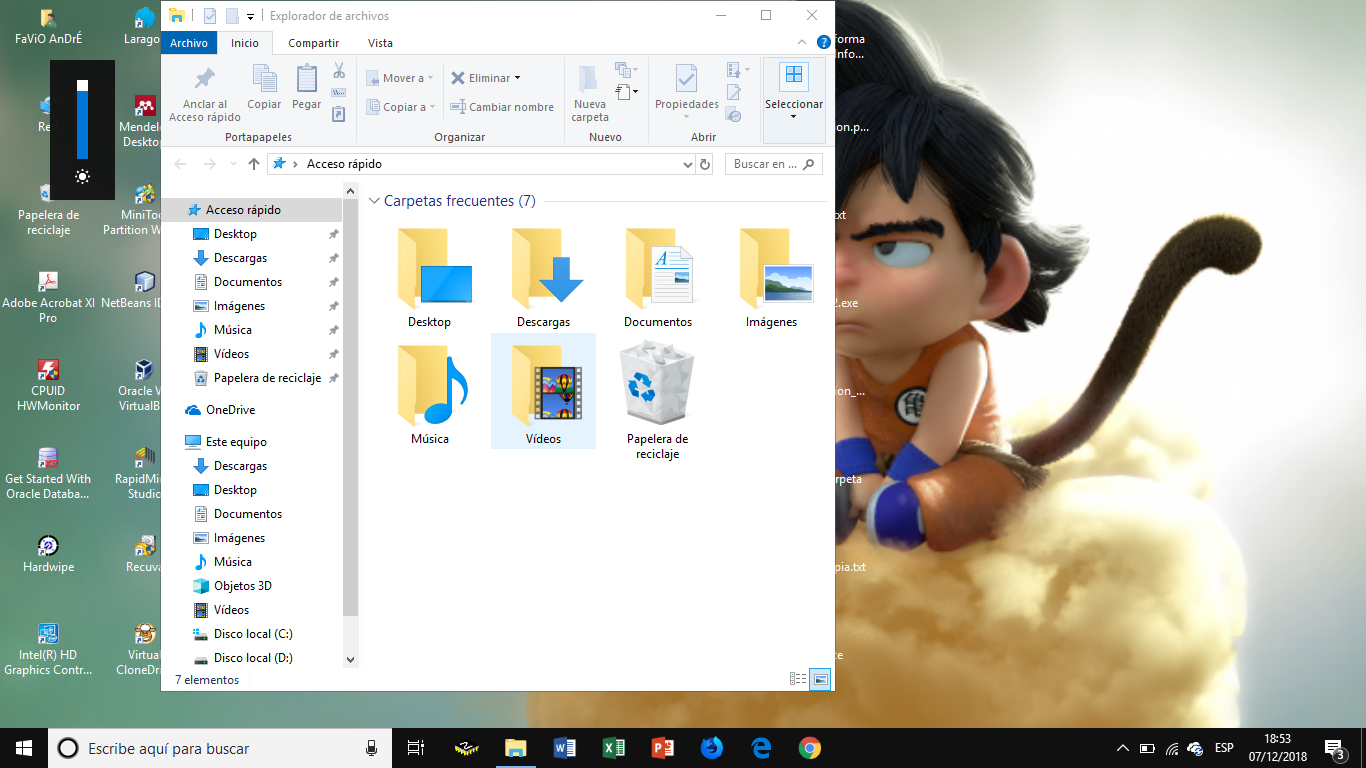 FaViO AnDrÉ
Larago
Re
Mendele
Deskto
Papelera de
reciclaje
MiniToo
Partition W
Adobe Acrobat XI
Pro
NetBeans ID
CPUID
HWMonitor
Oracle V
VirtualB
Get Started With
Oracle Databa...
RapidMin
Studio
Hardwipe
Recuva
Intel(R) HD
Graphics Contr...
Virtual
CloneDri
Explorador de archivos
Archivo
Inicio
Compartir
Vista
Anclar al
Acceso rápido
Copiar
Pegar
Portapapeles
Mover a
Copiar a
Eliminar
Cambiar nombre
Organizar
Nueva
carpeta
Nuevo
Propiedades
Abrir
Seleccionar
Acceso rápido
Buscar en ...
Acceso rápido
Desktop
Descargas
Documentos
Imágenes
Música
Vídeos
Papelera de reciclaje
OneDrive
Este equipo
Descargas
Desktop
Documentos
Imágenes
Música
Objetos 3D
Vídeos
Disco local (C:)
Disco local (D:)
Carpetas frecuentes (7)
Desktop
Descargas
Documentos
Imágenes
Música
Vídeos
Papelera de
reciclaje
7 elementos
forma
info...
on.p...
xt
2.exe
ion_...
rpeta
pia.txt
te
Escribe aquí para buscar
ESP
18:53
07/12/2018
3